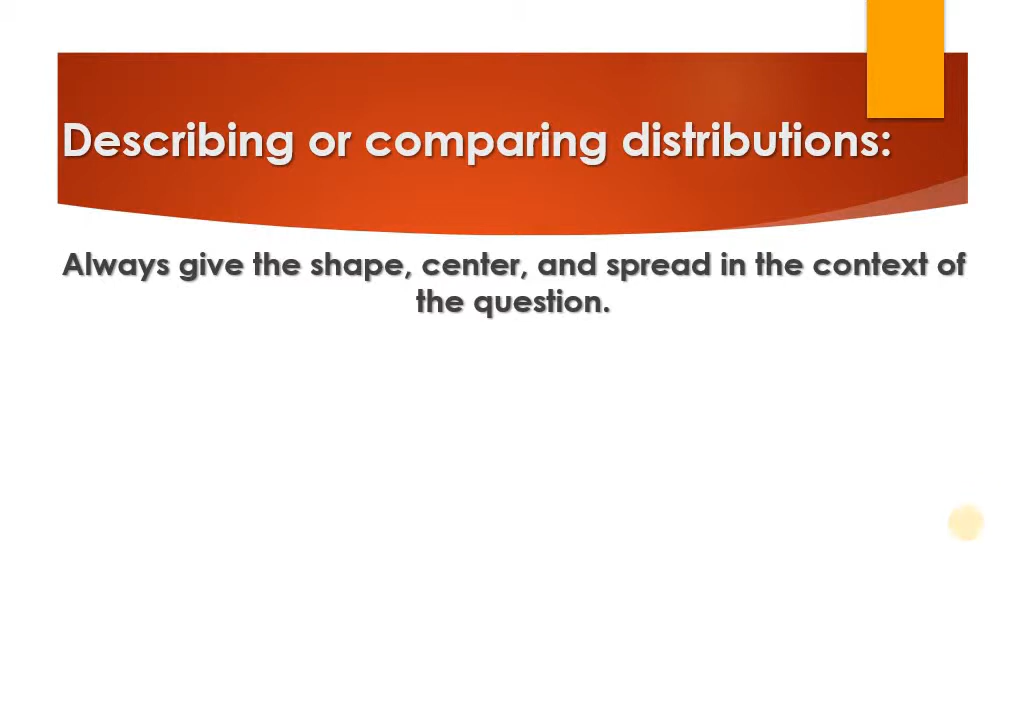 Describing or comparing distributions:
Always give the shape, center, and spread in the context of
the question.